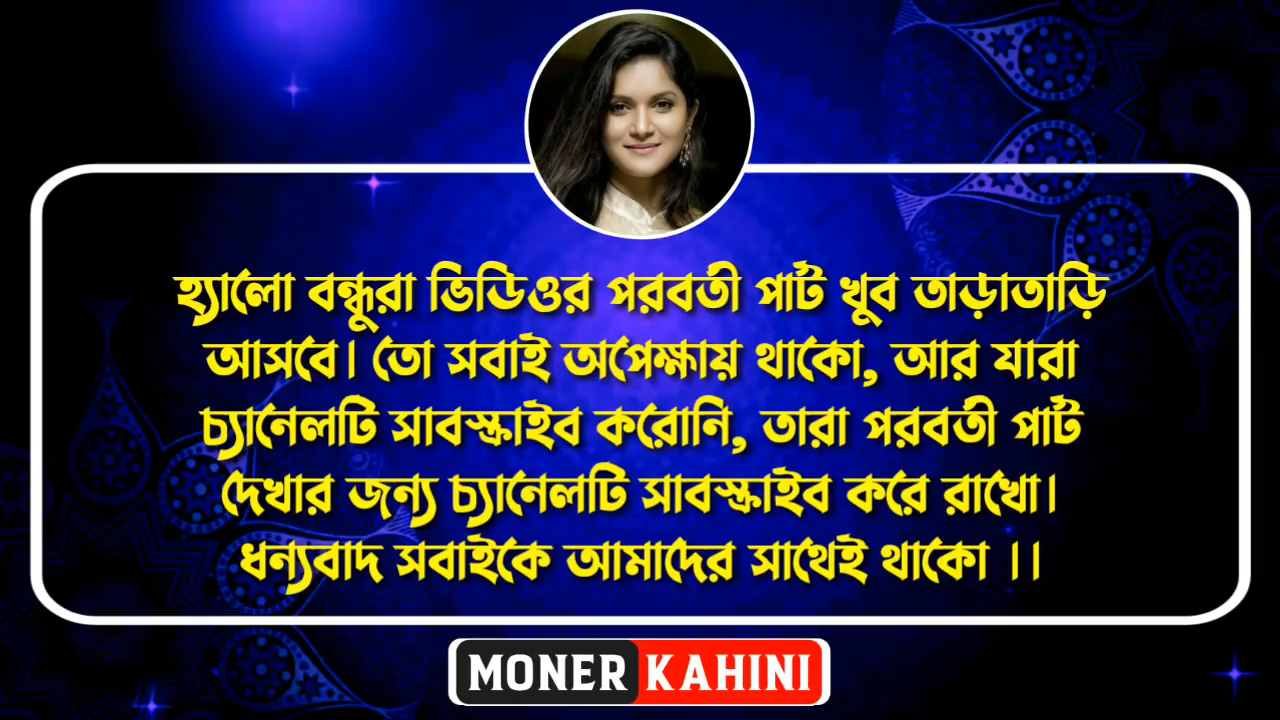 হ্যালো বন্ধুরা ভিডিওর পরবর্তী পার্ট খুব তাড়াতাড়ি
আসবে। তো সবাই অপেক্ষায় থাকো, আর যারা
চ্যানেলটি সাবস্ক্রাইব করোনি, তারা পরবর্তী পার্ট
দেখার জন্য চ্যানেলটি সাবস্ক্রাইব করে রাখো।
ধন্যবাদ সবাইকে আমাদের সাথেই থাকো ।।
MONER KAHINI